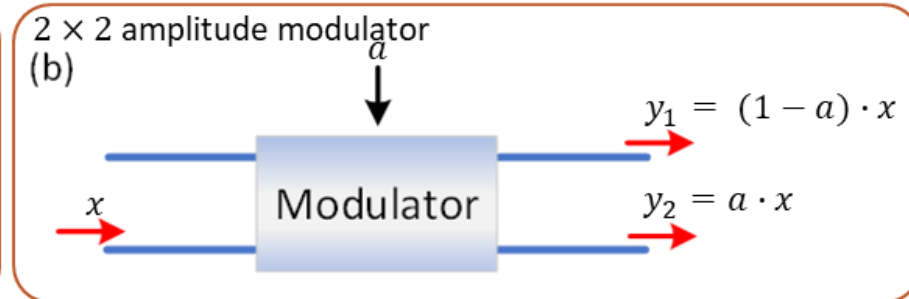 2 × 2 amplitude modulator
(b)
a
y₁ = (1 − a) · x
x
Modulator
y₂ = a · x